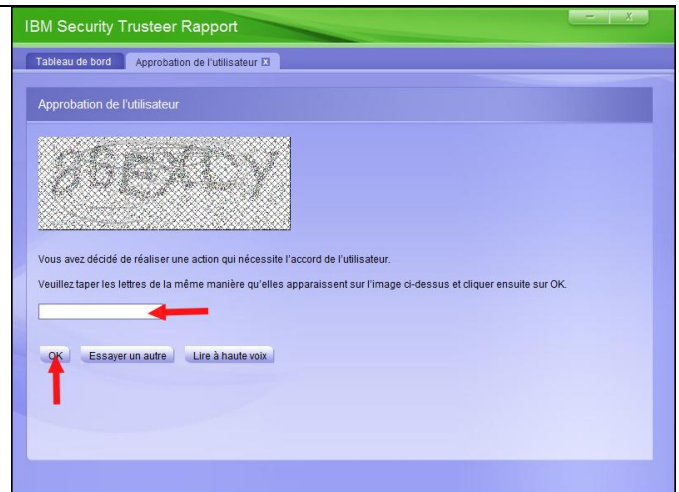 IBM Security Trusteer Rapport
Tableau de bord Approbation de l'utilisateur
Approbation de l'utilisateur
Vous avez décidé de réaliser une action qui nécessite l'accord de l'utilisateur.
Veuillez taper les lettres de la même manière qu'elles apparaissent sur l'image ci-dessus et cliquer ensuite sur OK.
OK Essayer un autre Lire à haute voix